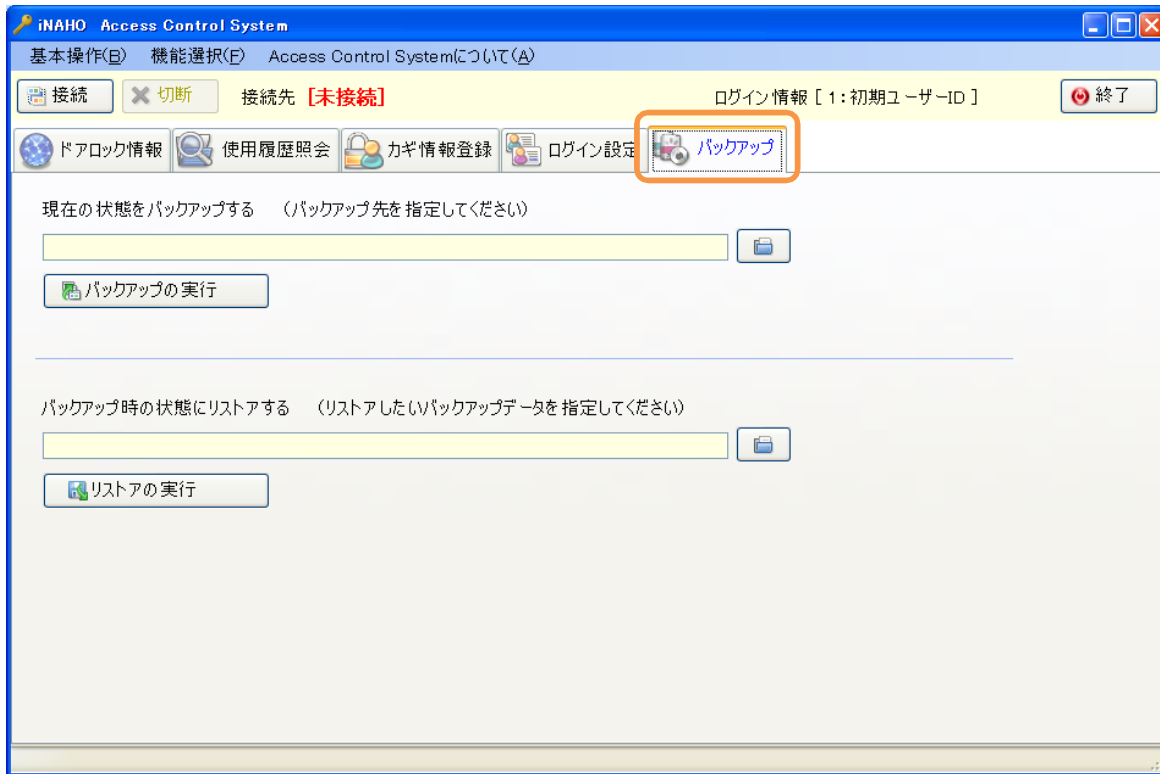 iNAHO Access Control System
基本操作(B) 機能選択(F) Access Control Systemについて(A)
接続 切断 接続先 [未接続] ログイン情報 [ 1:初期ユーザーID ] 終了
ドアロック情報 使用履歴照会 カギ情報登録 ログイン設定 バックアップ
現在の状態をバックアップする (バックアップ先を指定してください)
バックアップの実行
バックアップ時の状態にリストアする (リストアしたいバックアップデータを指定してください)
リストアの実行